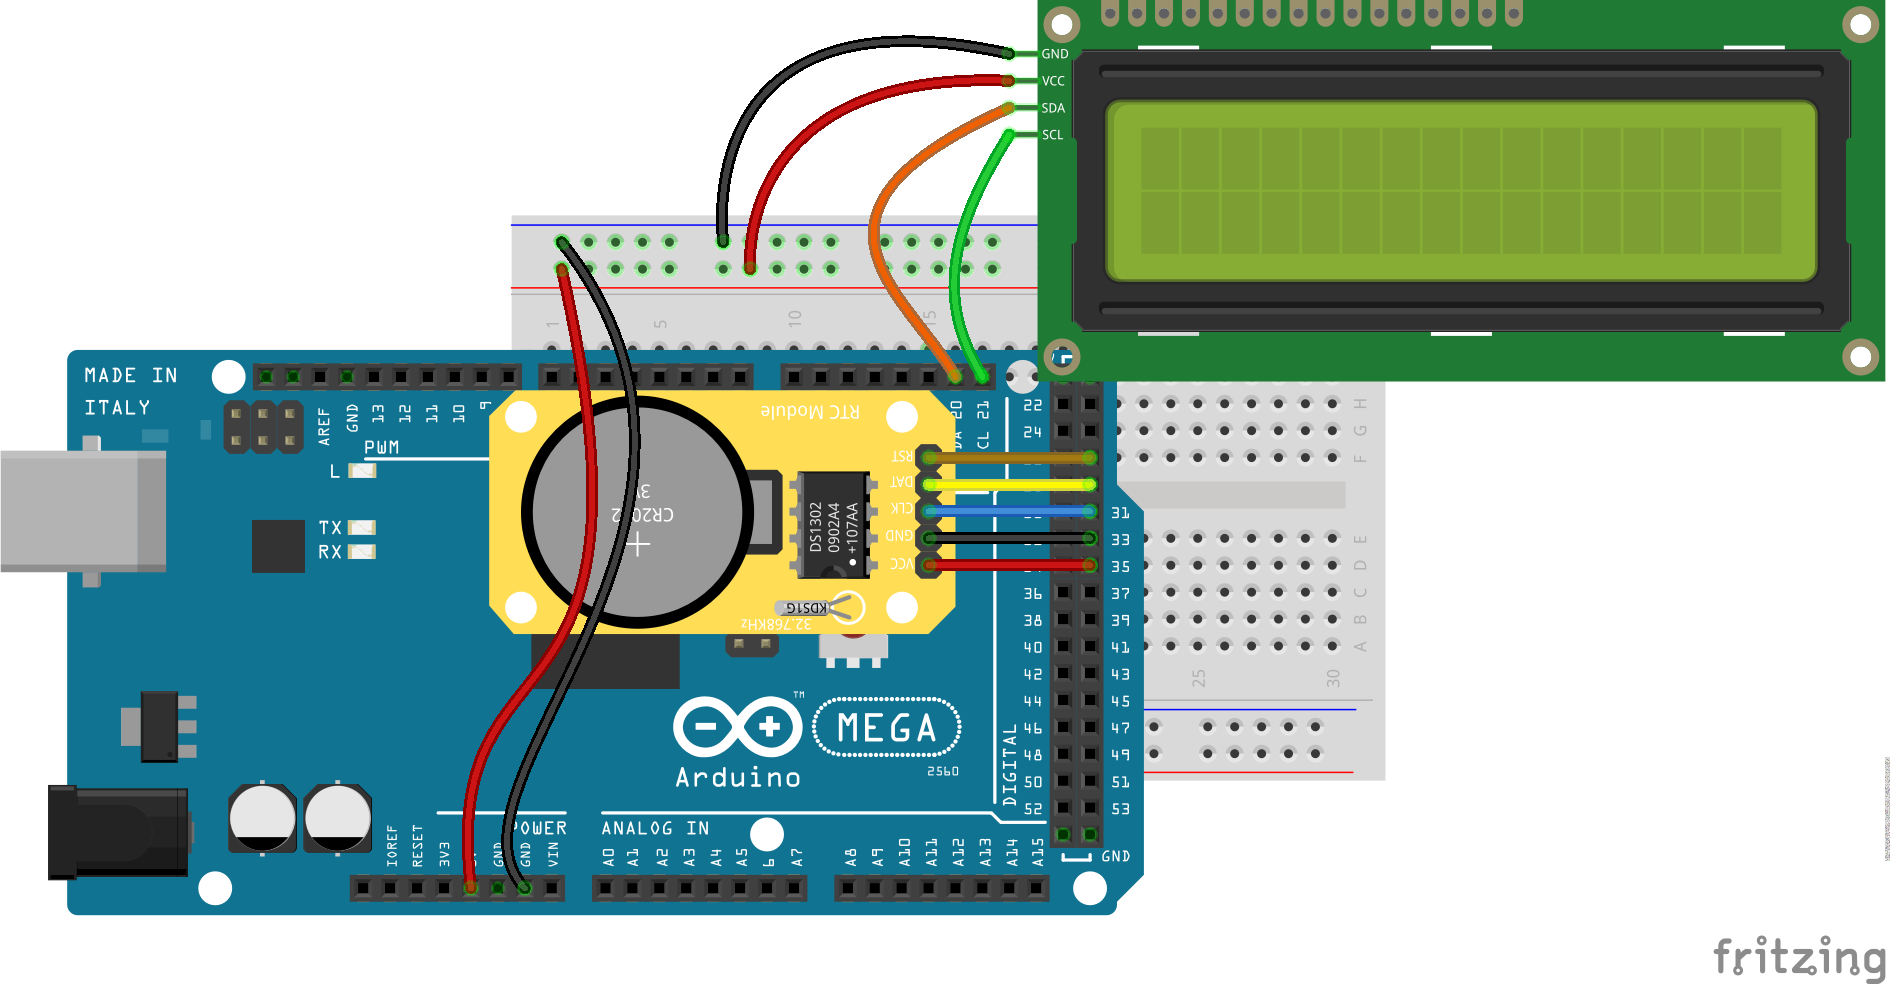 GND
VCC
SDA
SCL
1
5
10
15
MADE IN
ITALY
AREF
GND
13
12
11
10
9
PWM
L
TX
RX
RTC Module
3V
CR2032
DS1302
0902A4
+107AA
RST
DAT
CLK
GND
VCC
KDS1G
32.768KHz
20
CL 21
22
24
31
33
35
36
37
38
39
40
41
42
43
44
45
46
47
48
49
50
51
52
53
GND
DIGITAL
H
G
F
E
D
C
B
A
25
30
TM
MEGA
2560
Arduino
POWER
IOREF
RESET
3V3
GND
GND
VIN
ANALOG IN
A0
A1
A2
A3
A4
A5
6
A7
A8
A9
A10
A11
A12
A13
A14
A15
fritzing